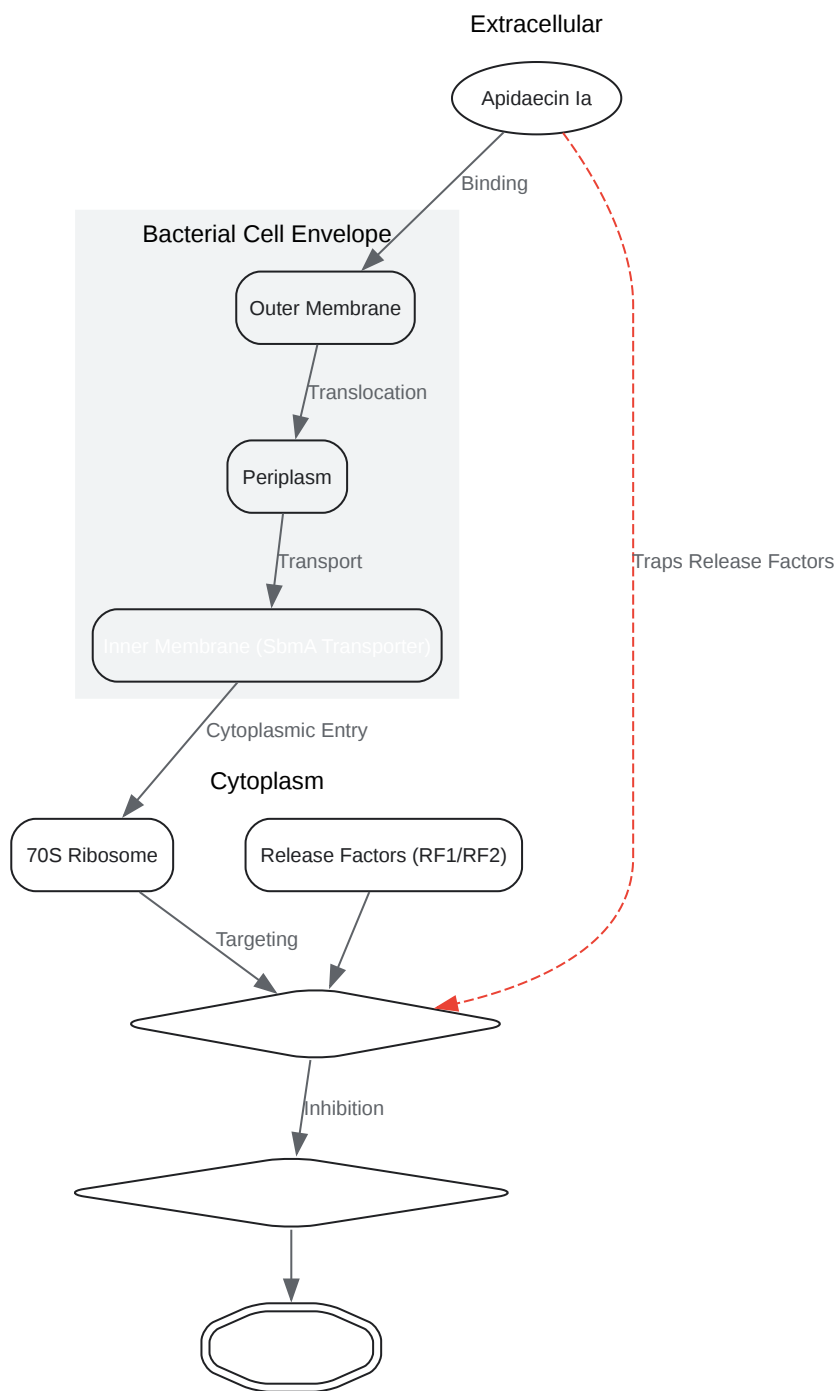 Extracellular
Apidaecin Ia
Binding
Bacterial Cell Envelope
Outer Membrane
Translocation
Periplasm
Transport
Traps Release Factors
Inner Membrane (SbmA Transporter)
Cytoplasmic Entry
Cytoplasm
70S Ribosome
Release Factors (RF1/RF2)
Targeting
Inhibition